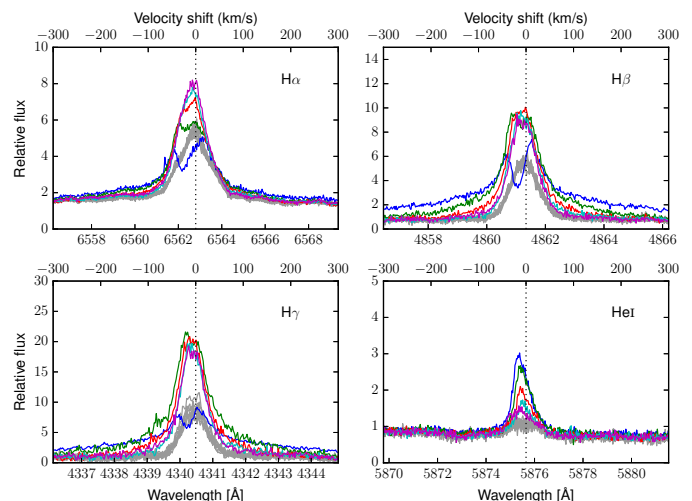 Velocity shift (km/s) Velocity shift (km/s)
−300 −200 −100 0 100 200 300 −300 −200 −100 0 100 200 300
Hα
Relative flux
10
8
6
4
2
0
6558 6560 6562 6564 6566 6568
Hβ
14
12
10
8
6
4
2
0
4858 4860 4862 4864 4866
−300 −200 −100 0 100 200 300 −300 −200 −100 0 100 200 300
Hγ
Relative flux
30
25
20
15
10
5
0
4337 4338 4339 4340 4341 4342 4343 4344
Wavelength [Å]
HeI
5
4
3
2
1
0
5870 5872 5874 5876 5878 5880
Wavelength [Å]